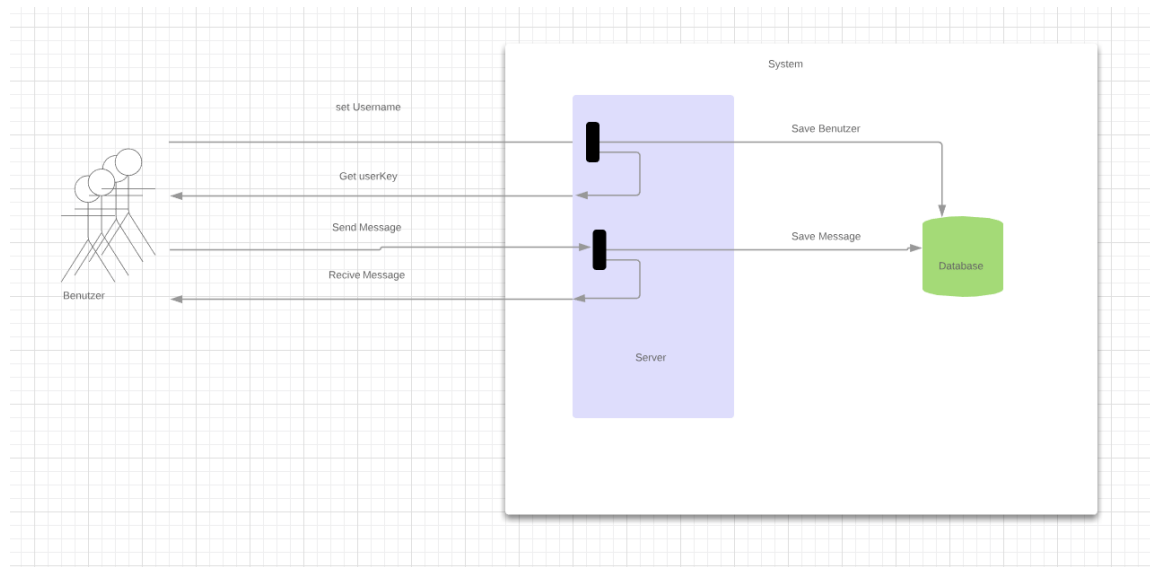 System
set Username
Save Benutzer
Get userKey
Send Message
Save Message
Recive Message
Database
Benutzer
Server